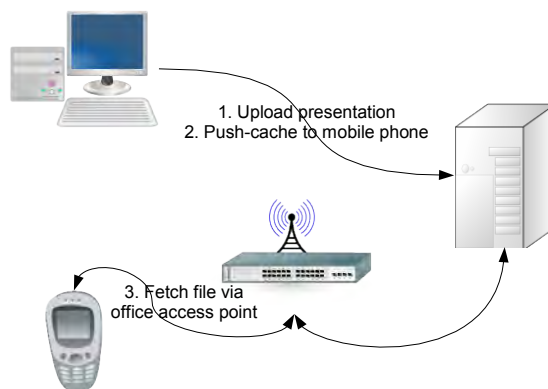 1. Upload presentation
2. Push-cache to mobile phone
3. Fetch file via
office access point